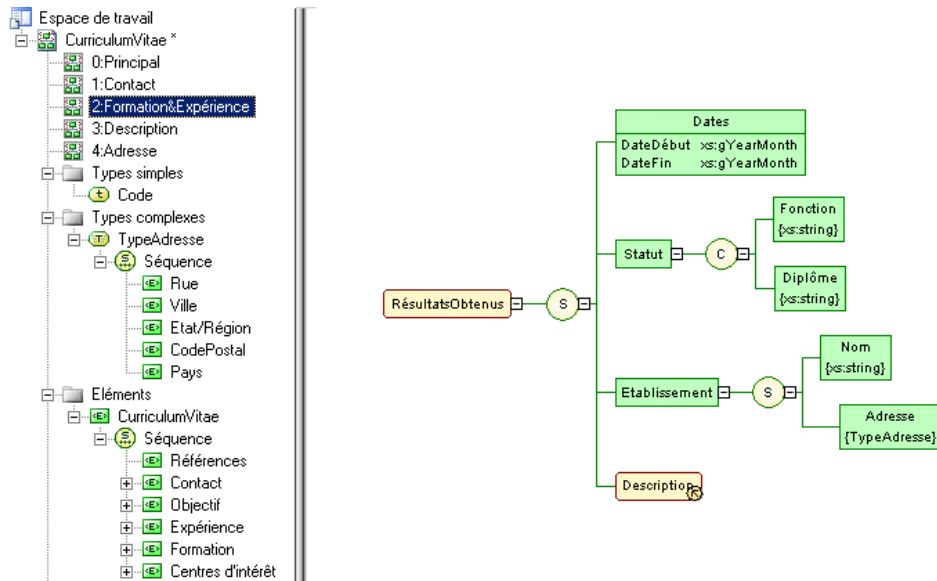 Espace de travail
CurriculumVitae *
0:Principal
1:Contact
2:Formation&Expérience
3:Description
4:Adresse
Types simples
t Code
Types complexes
T TypeAdresse
S Séquence
<E> Rue
<E> Ville
<E> Etat/Région
<E> CodePostal
<E> Pays
Eléments
<E> CurriculumVitae
S Séquence
<E> Références
<E> Contact
<E> Objectif
<E> Expérience
<E> Formation
<E> Centres d'intérêt
Dates
DateDébut xs:gYearMonth
DateFin xs:gYearMonth
Fonction
{xs:string}
Statut
C
Diplôme
{xs:string}
RésultatsObtenus
S
Nom
{xs:string}
Etablissement
S
Adresse
{TypeAdresse}
Description